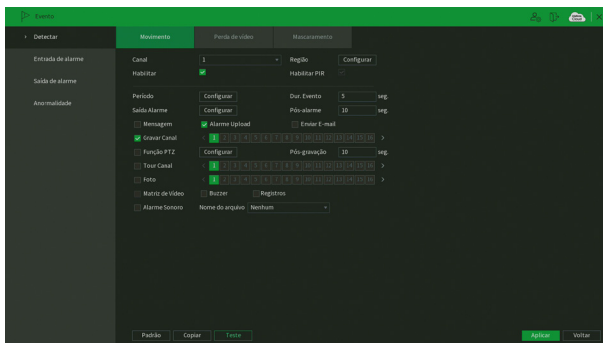 Evento
Detectar
Movimento Perda de vídeo Mascaramento
Entrada de alarme
Saída de alarme
Anormalidade
Canal 1 Região Configurar
Habilitar Habilitar PIR
Período Configurar Dur. Evento 5 seg.
Saída Alarme Configurar Pós-alarme 10 seg.
Mensagem Alarme Upload Enviar E-mail
Gravar Canal < 1 2 3 4 5 6 7 8 9 10 11 12 13 14 15 16 >
Função PTZ Configurar Pós-gravação 10 seg.
Tour Canal < 1 2 3 4 5 6 7 8 9 10 11 12 13 14 15 16 >
Foto < 1 2 3 4 5 6 7 8 9 10 11 12 13 14 15 16 >
Matriz de Vídeo Buzzer Registros
Alarme Sonoro Nome do arquivo Nenhum
Padrão Copiar Teste Aplicar Voltar